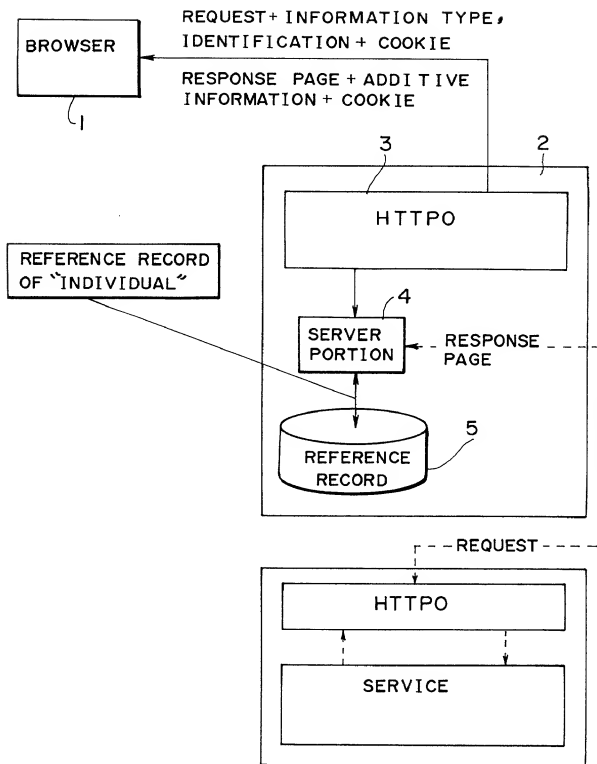 REQUEST + INFORMATION TYPE,
IDENTIFICATION + COOKIE
BROWSER
RESPONSE PAGE + ADDITIVE
INFORMATION + COOKIE
1
2
3
HTTPO
REFERENCE RECORD
OF "INDIVIDUAL"
4
SERVER
PORTION
RESPONSE
PAGE
5
REFERENCE
RECORD
REQUEST
HTTPO
SERVICE